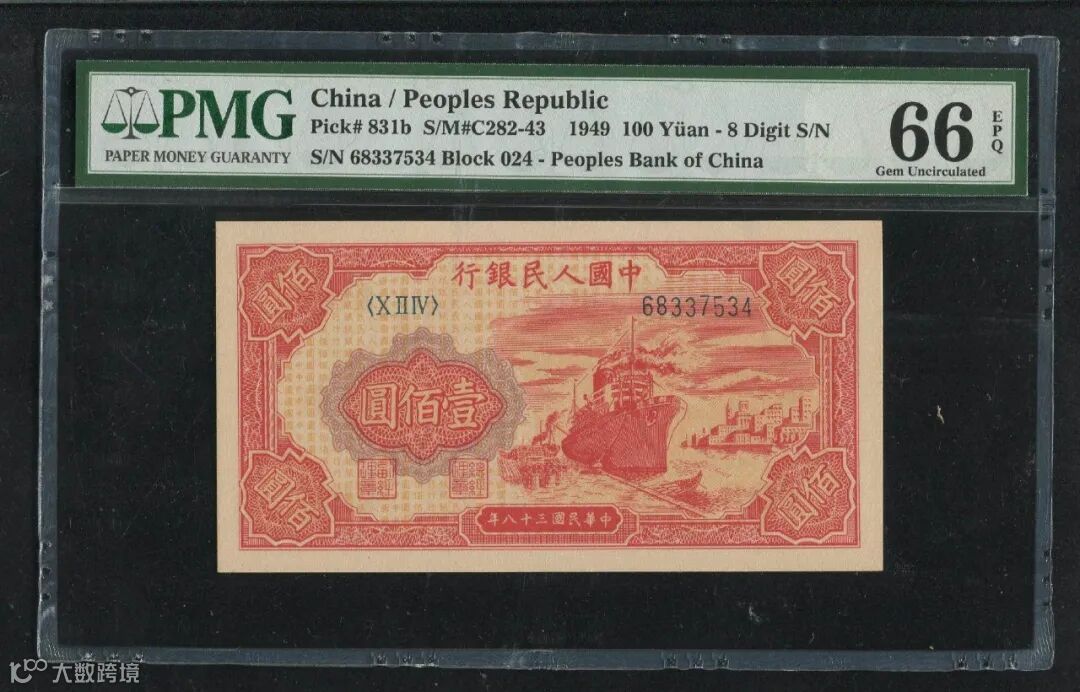 PMG
PAPER MONEY GUARANTY
China / Peoples Republic
Pick# 831b S/M#C282-43 1949 100 Yüan - 8 Digit S/N
S/N 68337534 Block 024 - Peoples Bank of China
66 EPQ
Gem Uncirculated
行銀民人國中
〈XⅡⅣ〉 68337534
圓佰 圓佰
圓佰壹
圓佰 圓佰
年八十三國民華中
大数跨境